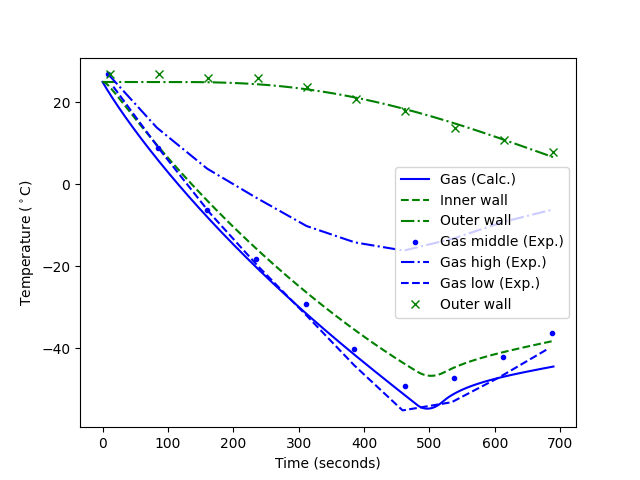 20
0
−20
−40
Temperature (°C)
Gas (Calc.)
Inner wall
Outer wall
Gas middle (Exp.)
Gas high (Exp.)
Gas low (Exp.)
Outer wall
0 100 200 300 400 500 600 700
Time (seconds)